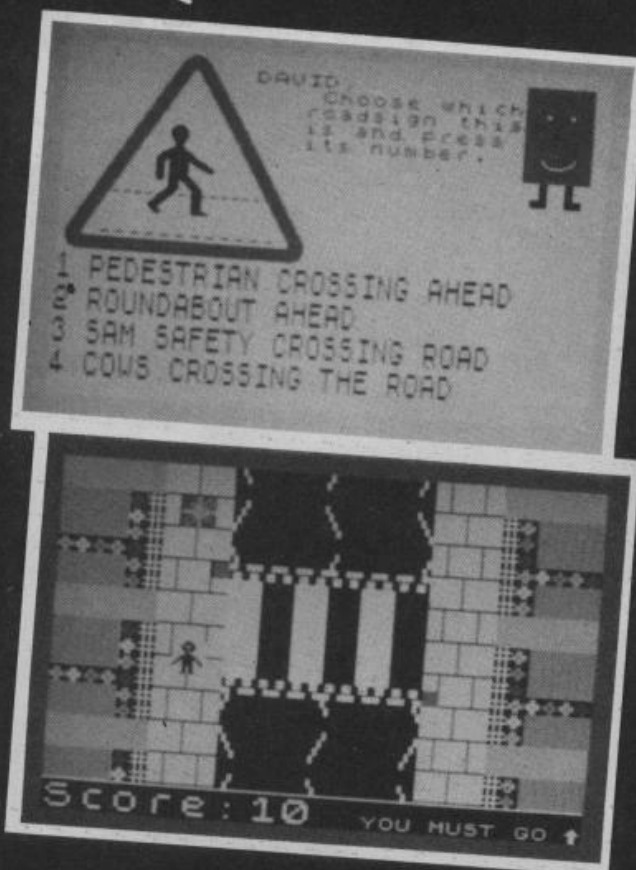 DAVID,
Choose which
roadsign this
is and press
its number.
1 PEDESTRIAN CROSSING AHEAD
2 ROUNDABOUT AHEAD
3 SAM SAFETY CROSSING ROAD
4 COWS CROSSING THE ROAD
Score:10
YOU MUST GO ↑